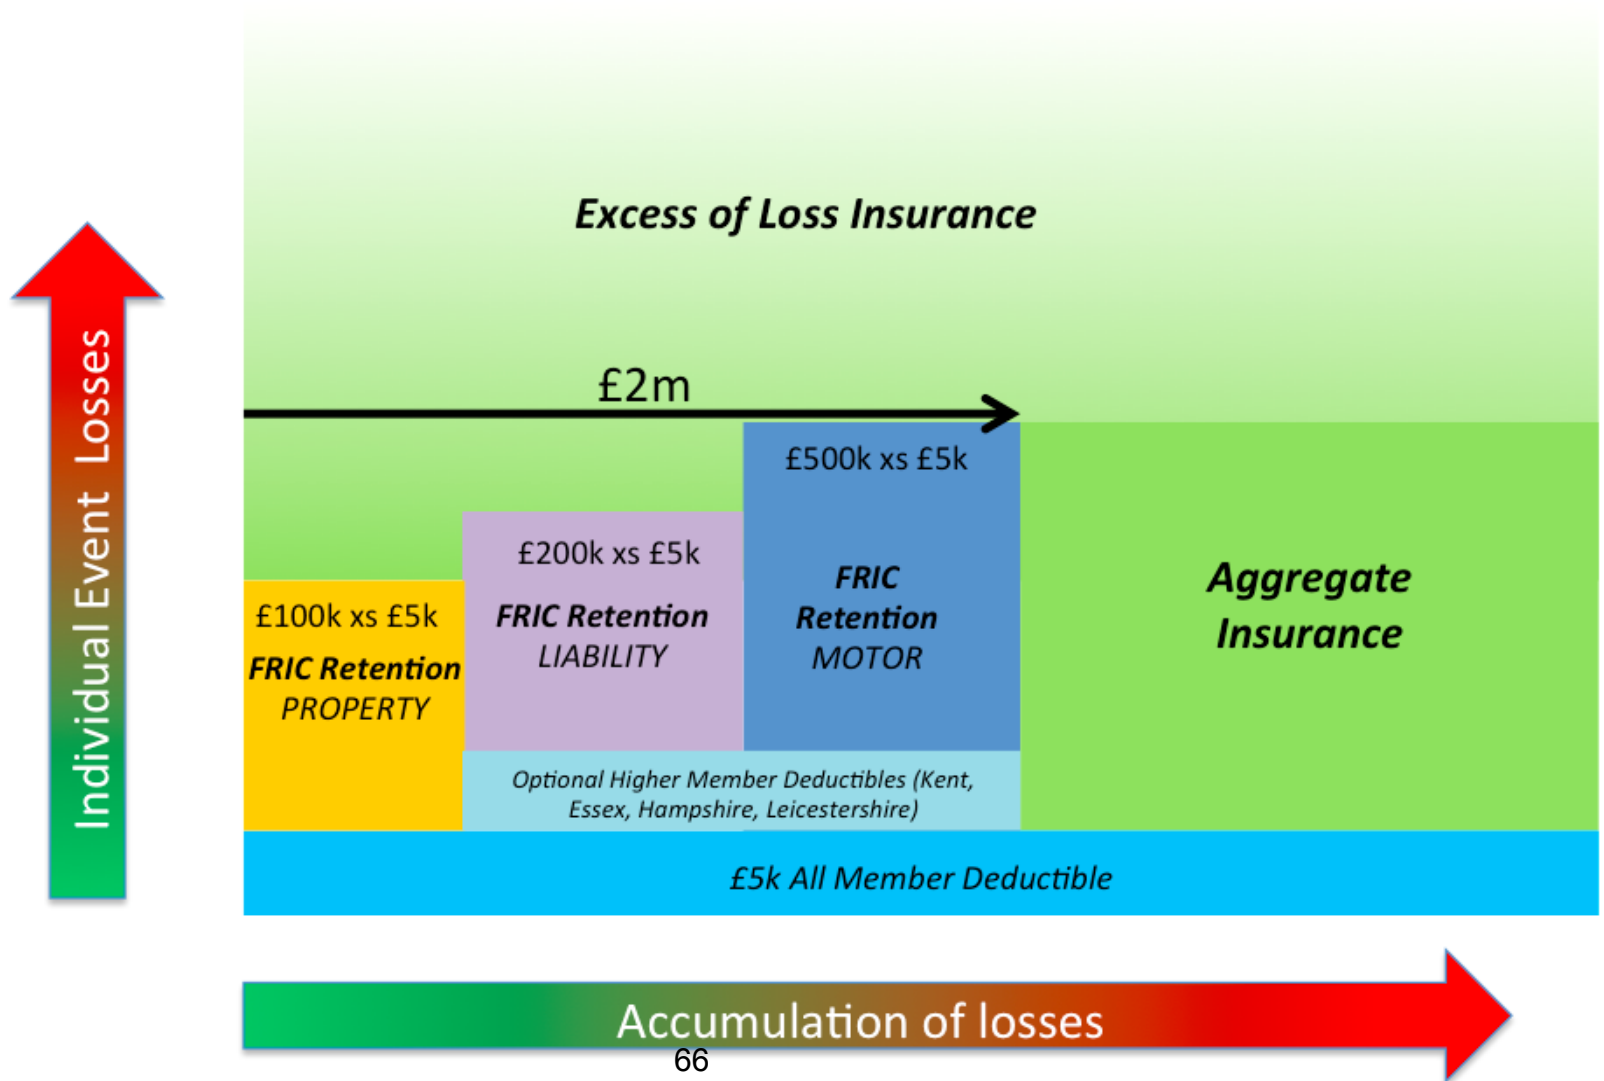 Excess of Loss Insurance
£2m
Individual Event Losses
£500k xs £5k
FRIC
Retention
MOTOR
£200k xs £5k
FRIC Retention
LIABILITY
£100k xs £5k
FRIC Retention
PROPERTY
Aggregate
Insurance
Optional Higher Member Deductibles (Kent,
Essex, Hampshire, Leicestershire)
£5k All Member Deductible
Accumulation of losses
66